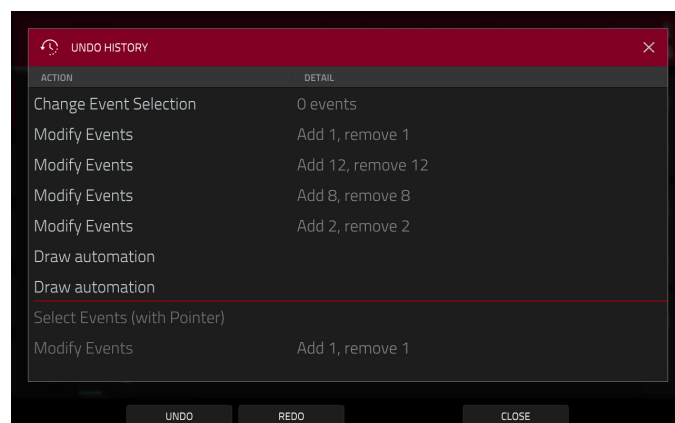 UNDO HISTORY
ACTION DETAIL
Change Event Selection 0 events
Modify Events Add 1, remove 1
Modify Events Add 12, remove 12
Modify Events Add 8, remove 8
Modify Events Add 2, remove 2
Draw automation
Draw automation
Select Events (with Pointer)
Modify Events Add 1, remove 1
UNDO REDO CLOSE